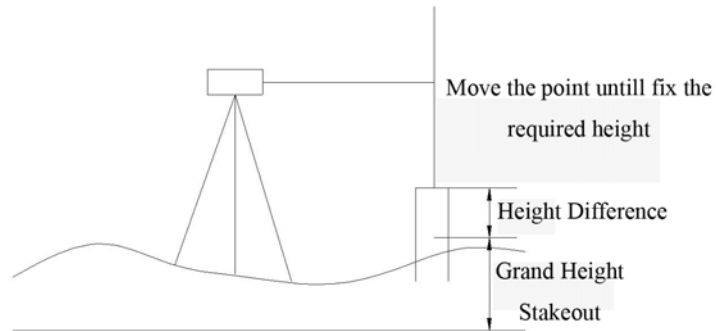 Move the point untill fix the
required height
Height Difference
Grand Height
Stakeout